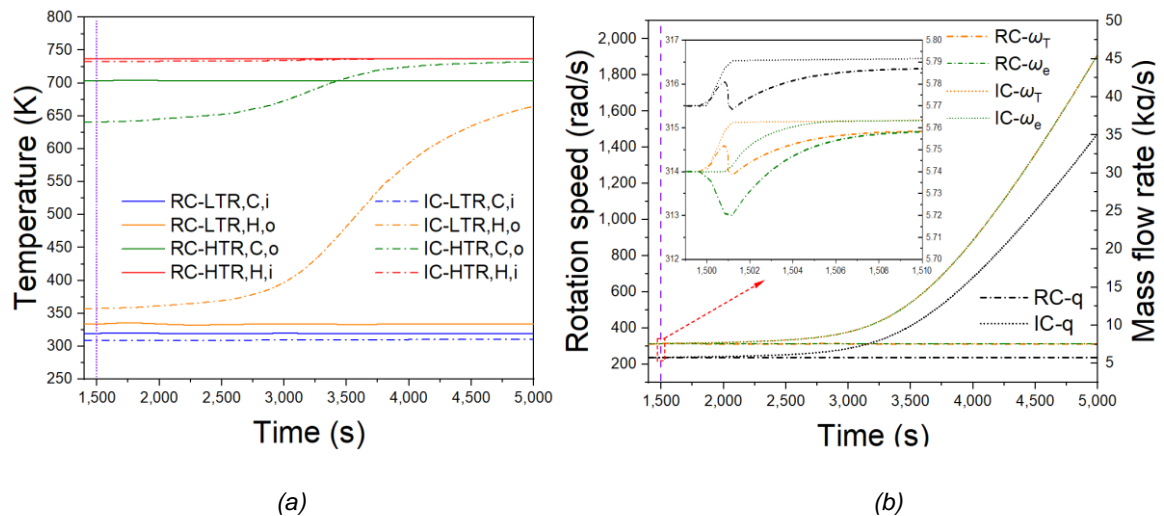 800
750
700
650
600
550
500
450
400
350
300
250
Temperature (K)
RC-LTR,C,i
RC-LTR,H,o
RC-HTR,C,o
RC-HTR,H,i
IC-LTR,C,i
IC-LTR,H,o
IC-HTR,C,o
IC-HTR,H,i
1,500 2,000 2,500 3,000 3,500 4,000 4,500 5,000
Time (s)
(a)
2,000
1,800
1,600
1,400
1,200
1,000
800
600
400
200
Rotation speed (rad/s)
317
316
315
314
313
312
5.80
5.79
5.77
5.76
5.74
5.73
5.71
5.70
1,500 1,502 1,504 1,506 1,508 1,510
RC-ωT
RC-ωe
IC-ωT
IC-ωe
RC-q
IC-q
50
45
40
35
30
25
20
15
10
5
Mass flow rate (kg/s)
1,500 2,000 2,500 3,000 3,500 4,000 4,500 5,000
Time (s)
(b)